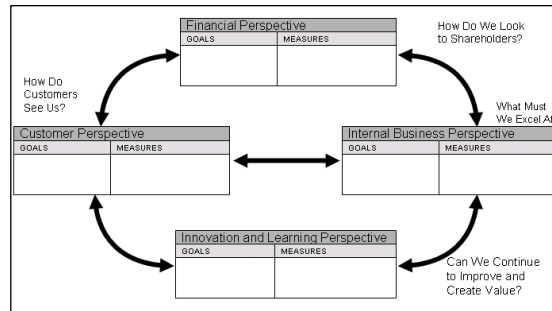 Financial Perspective
GOALS MEASURES
How Do We Look
to Shareholders?
How Do
Customers
See Us?
What Must
We Excel At
Customer Perspective
GOALS MEASURES
Internal Business Perspective
GOALS MEASURES
Innovation and Learning Perspective
GOALS MEASURES
Can We Continue
to Improve and
Create Value?